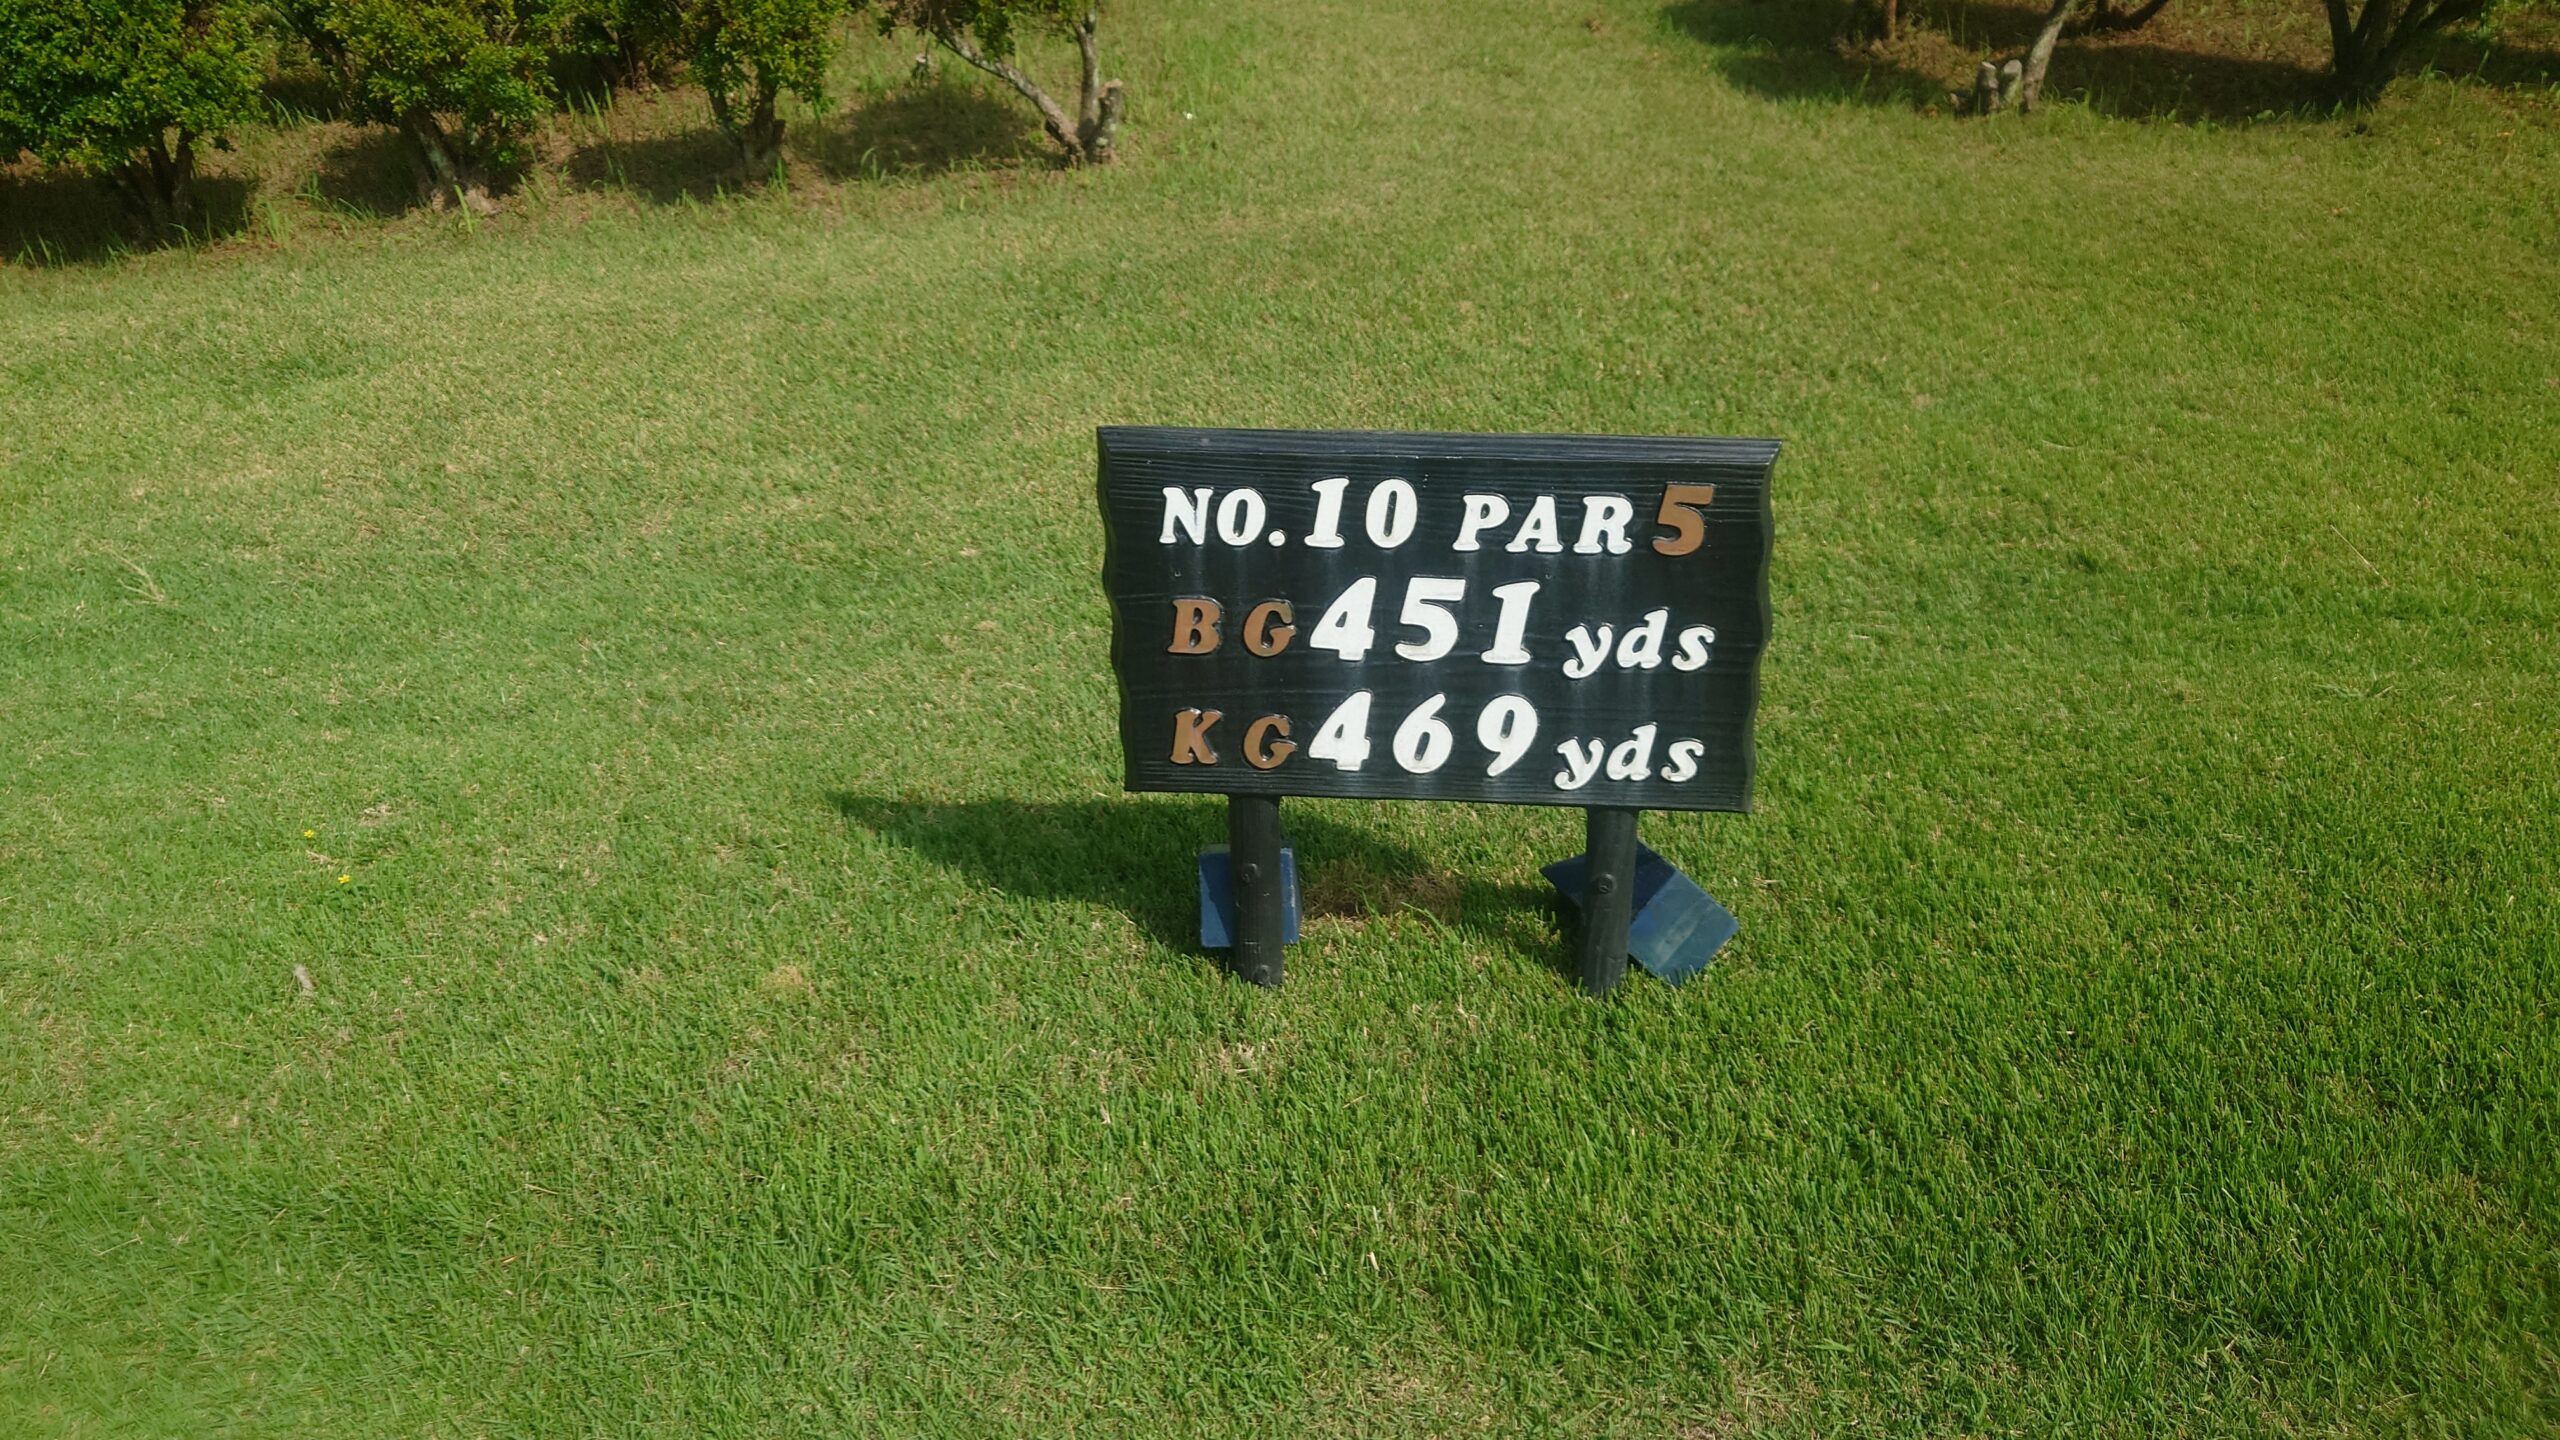 NO.10 PAR 5
BG 451 yds
KG 469 yds